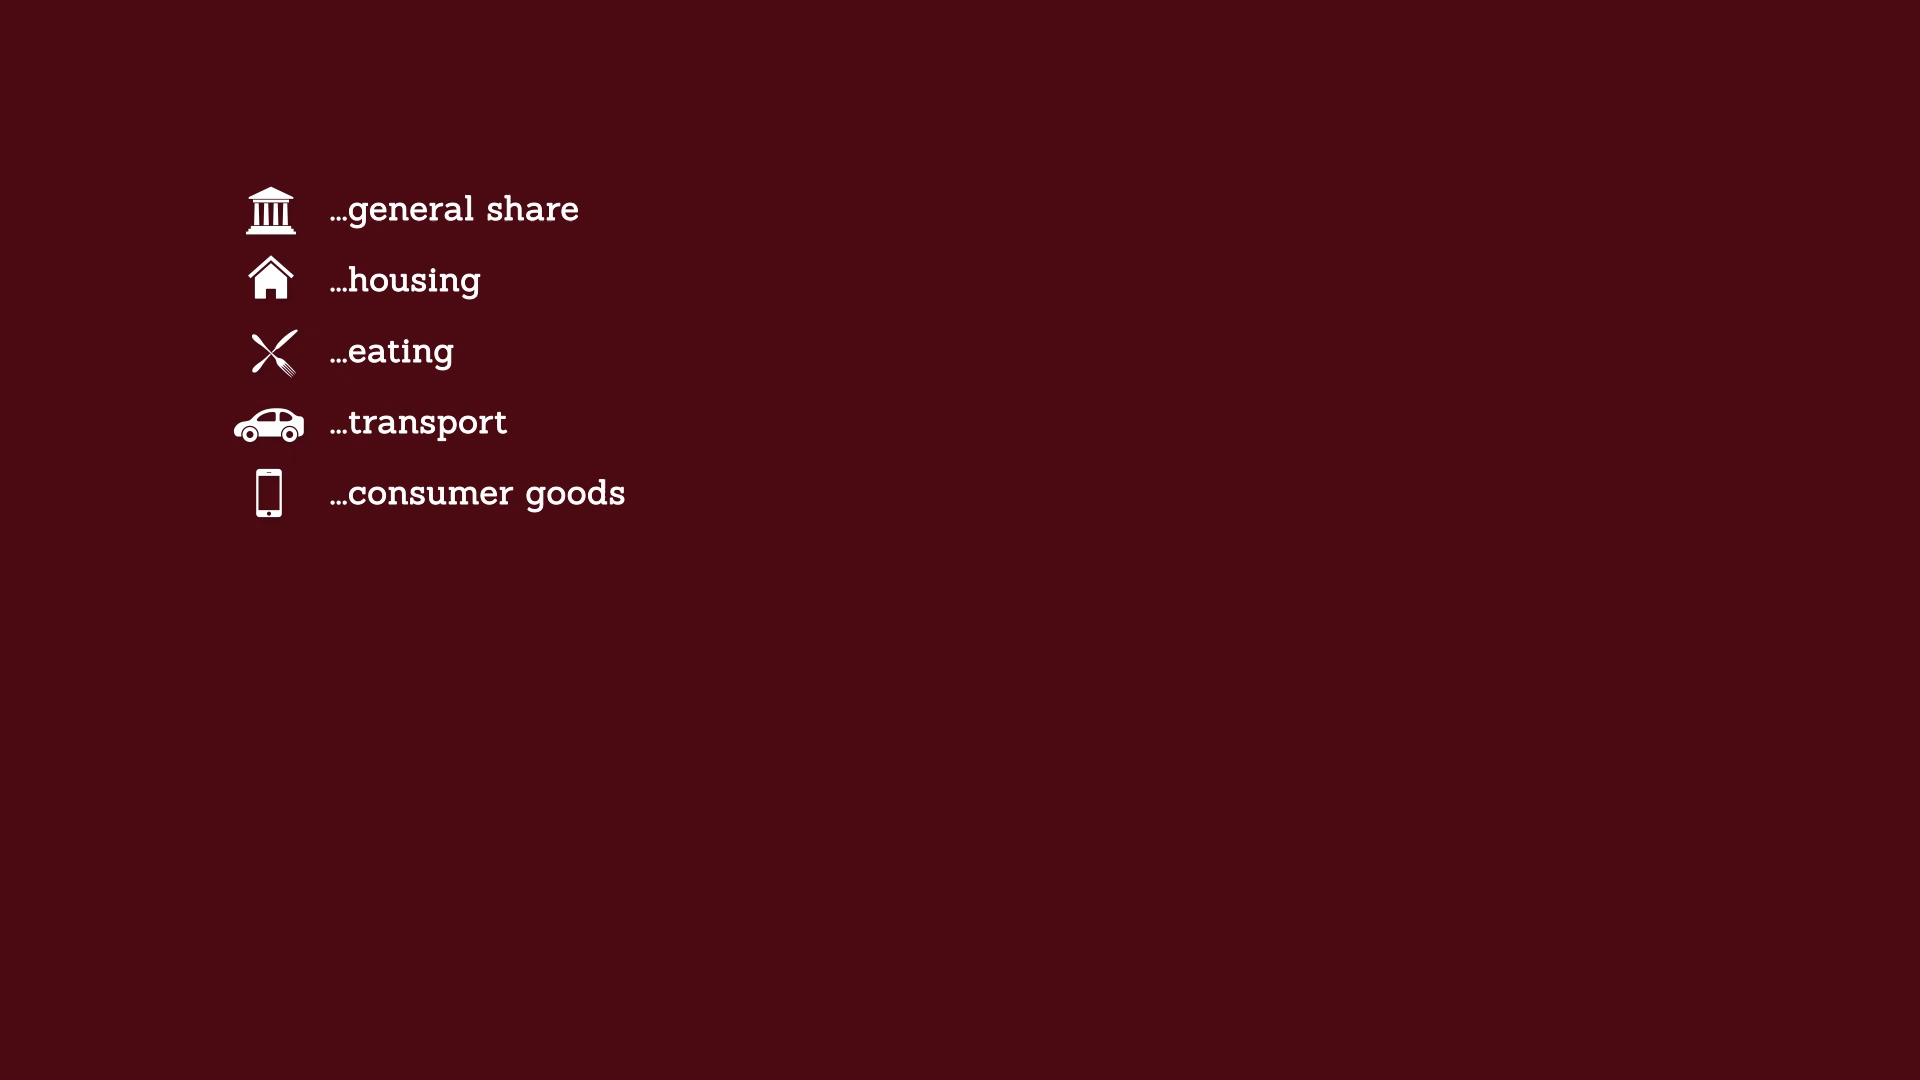 ...general share
...housing
...eating
...transport
...consumer goods